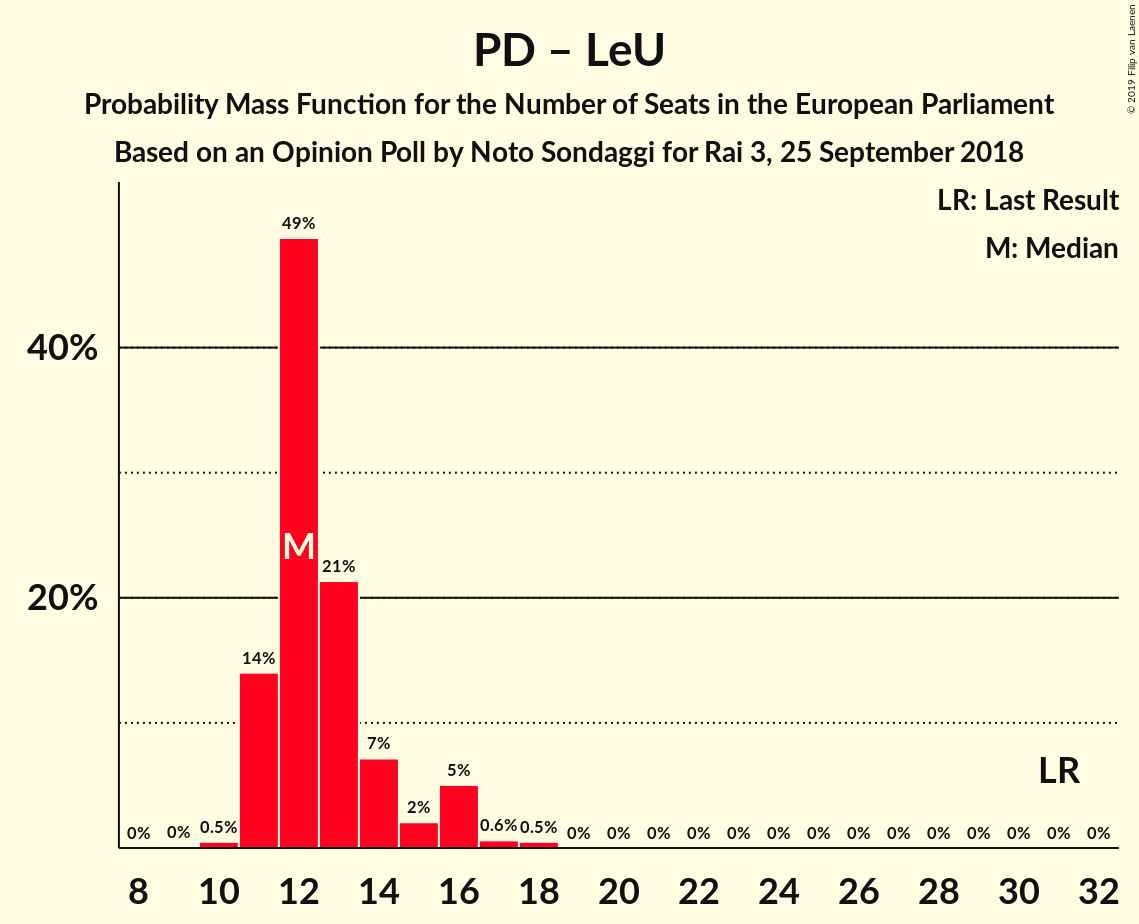 PD – LeU
Probability Mass Function for the Number of Seats in the European Parliament
Based on an Opinion Poll by Noto Sondaggi for Rai 3, 25 September 2018
© 2019 Filip van Laenen
LR: Last Result
M: Median
49%
40%
M
21%
20%
14%
7%
LR
5%
2%
0% 0% 0.5% 0.6% 0.5% 0% 0% 0% 0% 0% 0% 0% 0% 0% 0% 0% 0% 0% 0%
8 10 12 14 16 18 20 22 24 26 28 30 32